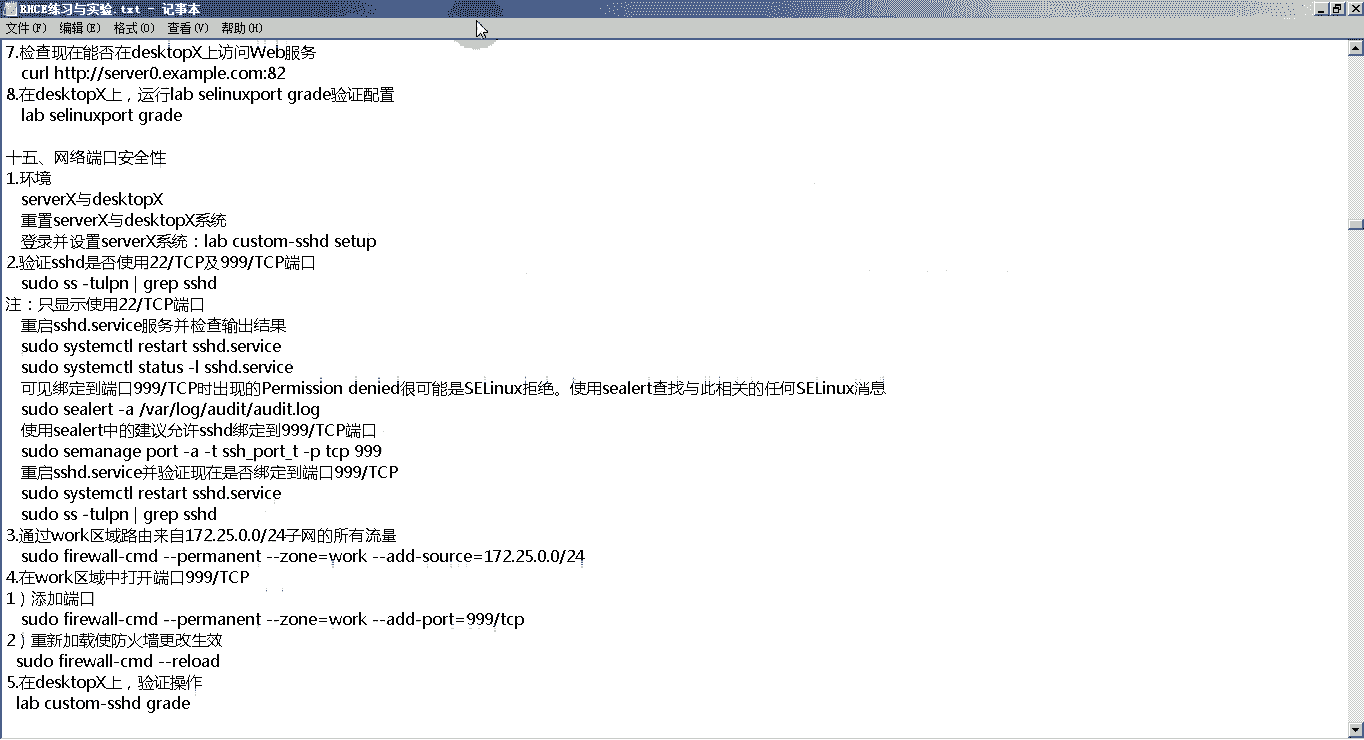 RHCE练习与实验.txt - 记事本
文件(F) 编辑(E) 格式(O) 查看(V) 帮助(H)
7.检查现在能否在desktopX上访问Web服务
curl http://server0.example.com:82
8.在desktopX上，运行lab selinuxport grade验证配置
lab selinuxport grade
十五、网络端口安全性
1.环境
serverX与desktopX
重置serverX与desktopX系统
登录并设置serverX系统：lab custom-sshd setup
2.验证sshd是否使用22/TCP及999/TCP端口
sudo ss -tulpn | grep sshd
注：只显示使用22/TCP端口
重启sshd.service服务并检查输出结果
sudo systemctl restart sshd.service
sudo systemctl status -l sshd.service
可见绑定到端口999/TCP时出现的Permission denied很可能是SELinux拒绝。使用sealert查找与此相关的任何SELinux消息
sudo sealert -a /var/log/audit/audit.log
使用sealert中的建议允许sshd绑定到999/TCP端口
sudo semanage port -a -t ssh_port_t -p tcp 999
重启sshd.service并验证现在是否绑定到端口999/TCP
sudo systemctl restart sshd.service
sudo ss -tulpn | grep sshd
3.通过work区域路由来自172.25.0.0/24子网的所有流量
sudo firewall-cmd --permanent --zone=work --add-source=172.25.0.0/24
4.在work区域中打开端口999/TCP
1）添加端口
sudo firewall-cmd --permanent --zone=work --add-port=999/tcp
2）重新加载使防火墙更改生效
sudo firewall-cmd --reload
5.在desktopX上，验证操作
lab custom-sshd grade